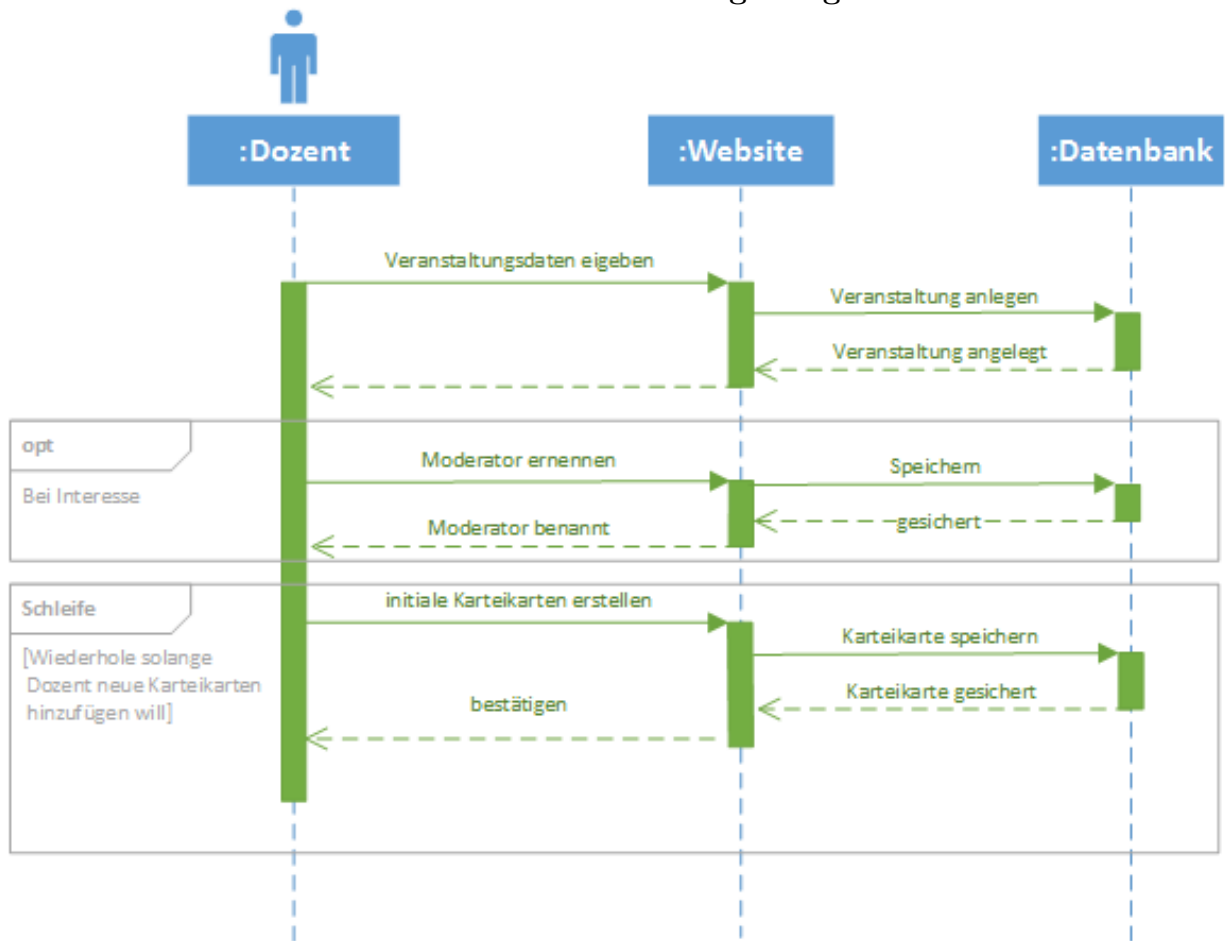 :Dozent
:Website
:Datenbank
Veranstaltungsdaten eigeben
Veranstaltung anlegen
Veranstaltung angelegt
opt
Bei Interesse
Moderator ernennen
Speichern
gesichert
Moderator benannt
Schleife
[Wiederhole solange
Dozent neue Karteikarten
hinzufügen will]
initiale Karteikarten erstellen
Karteikarte speichern
Karteikarte gesichert
bestätigen